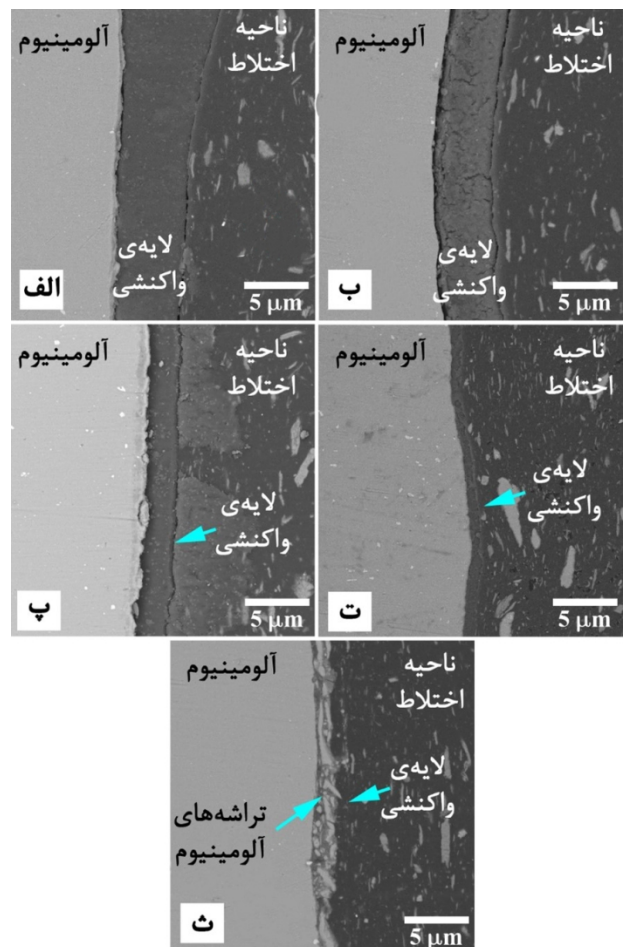 آلومینیوم
ناحیه
اختلاط
لایه‌ی
واکنشی
الف
5 μm
آلومینیوم
ناحیه
اختلاط
لایه‌ی
واکنشی
ب
5 μm
آلومینیوم
ناحیه
اختلاط
لایه‌ی
واکنشی
پ
5 μm
آلومینیوم
ناحیه
اختلاط
لایه‌ی
واکنشی
ت
5 μm
آلومینیوم
ناحیه
اختلاط
لایه‌ی
واکنشی
تراشه‌های
آلومینیوم
ث
5 μm